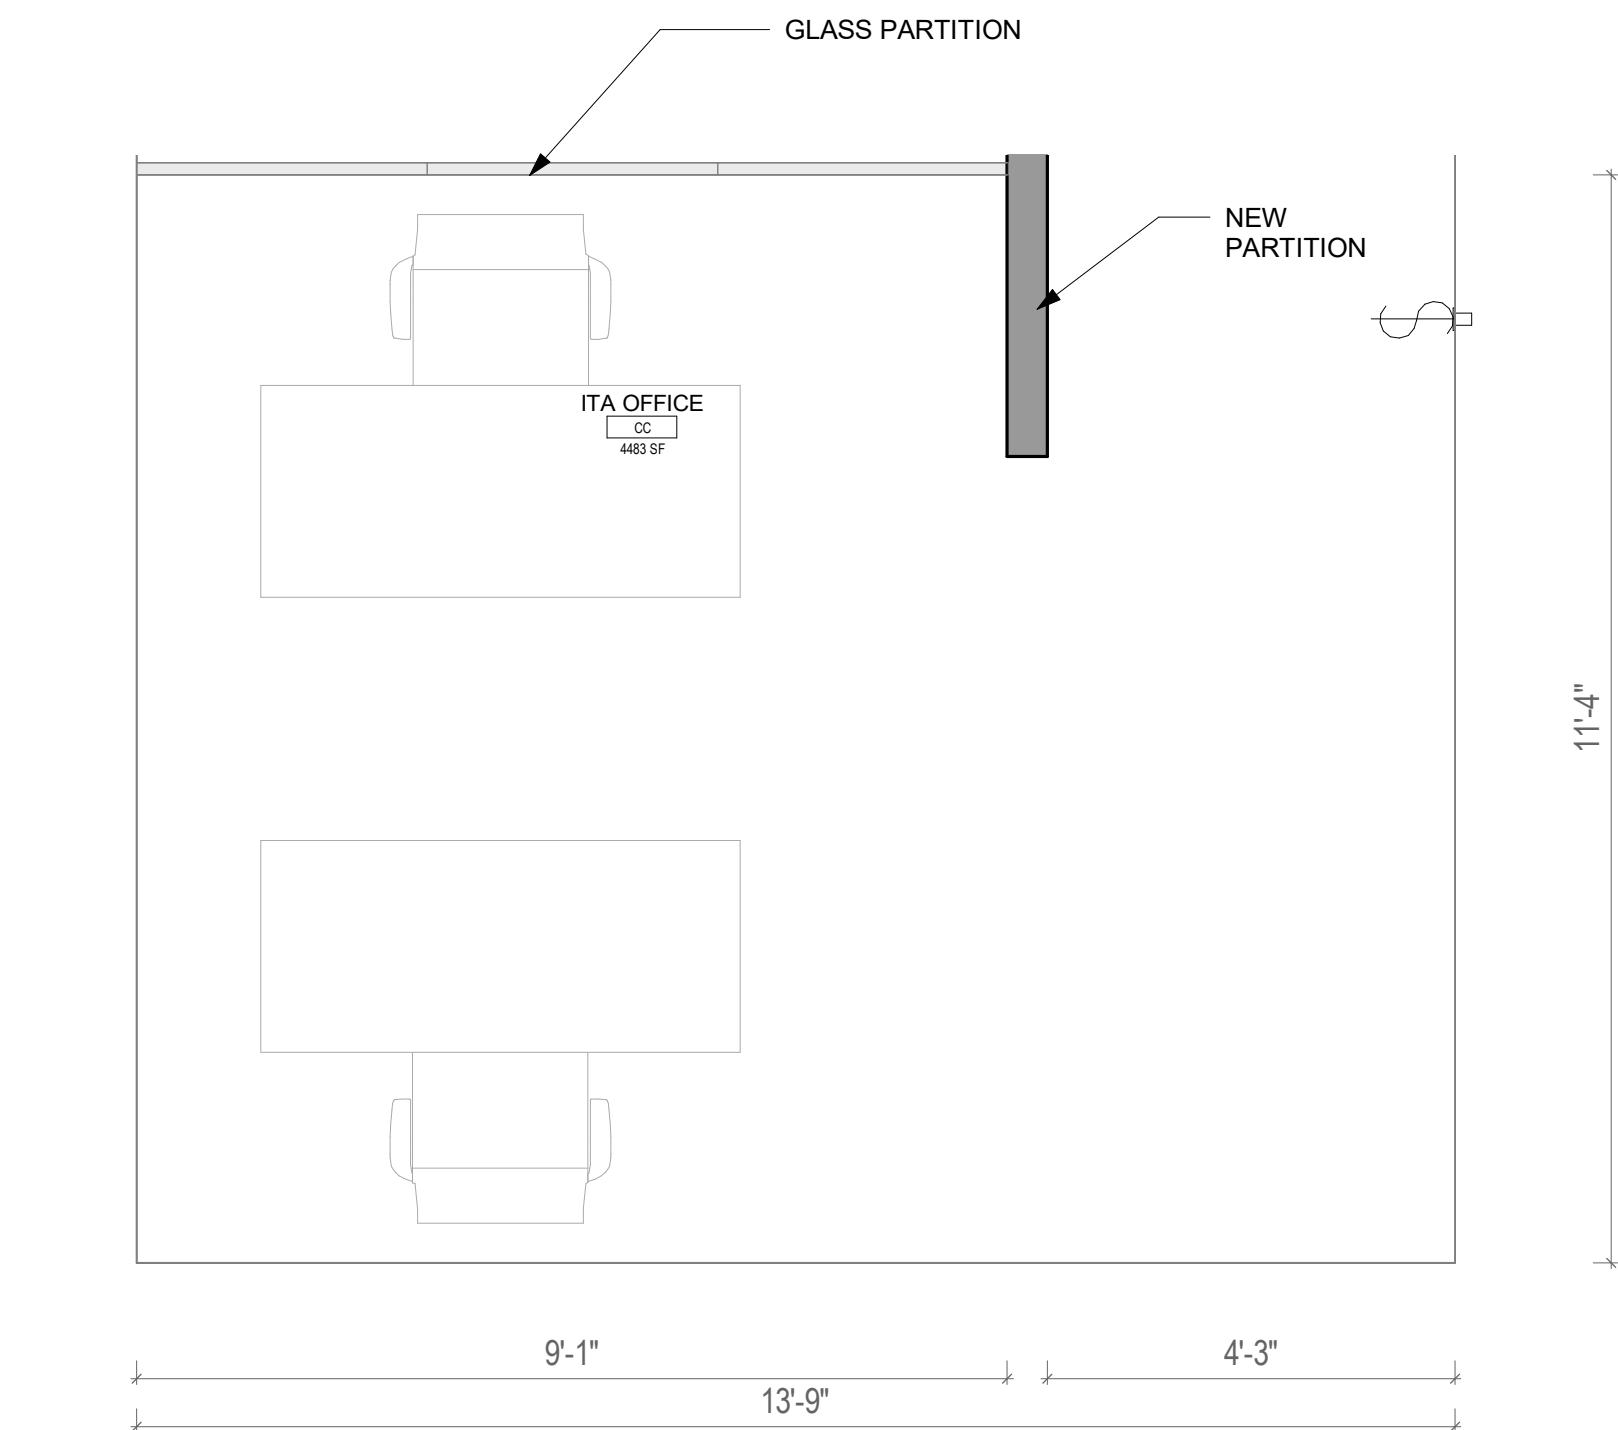 GLASS PARTITION
NEW
PARTITION
ITA OFFICE
CC
4483 SF
11'-4"
9'-1"
4'-3"
13'-9"